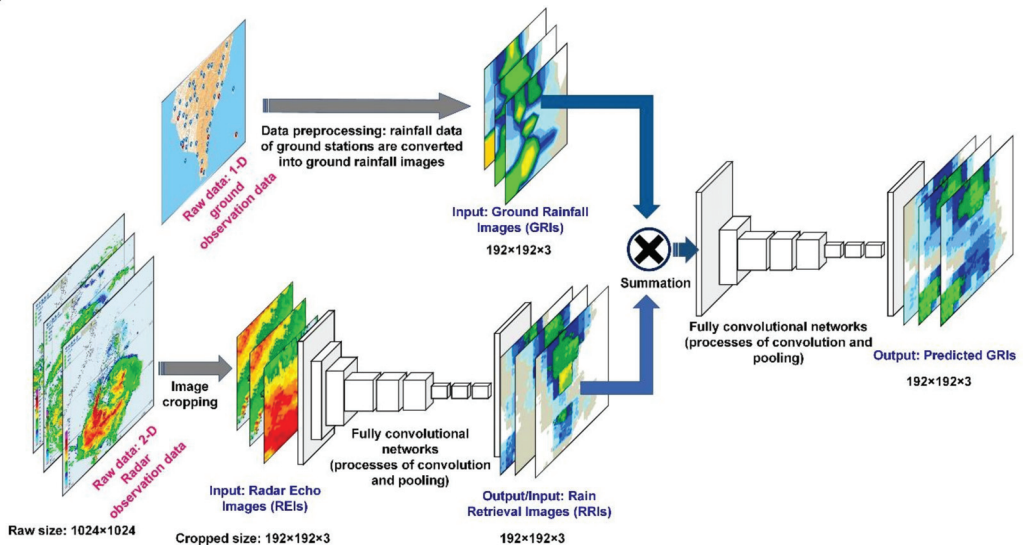 Data preprocessing: rainfall data
of ground stations are converted
into ground rainfall images
Raw data: 1-D
ground
observation data
Input: Ground Rainfall
Images (GRIs)
192×192×3
Summation
Fully convolutional networks
(processes of convolution and
pooling)
Output: Predicted GRIs
192×192×3
Image
cropping
Raw data: 2-D
Radar
observation data
Raw size: 1024×1024
Input: Radar Echo
Images (REIs)
Cropped size: 192×192×3
Fully convolutional
networks
(processes of convolution
and pooling)
Output/Input: Rain
Retrieval Images (RRIs)
192×192×3